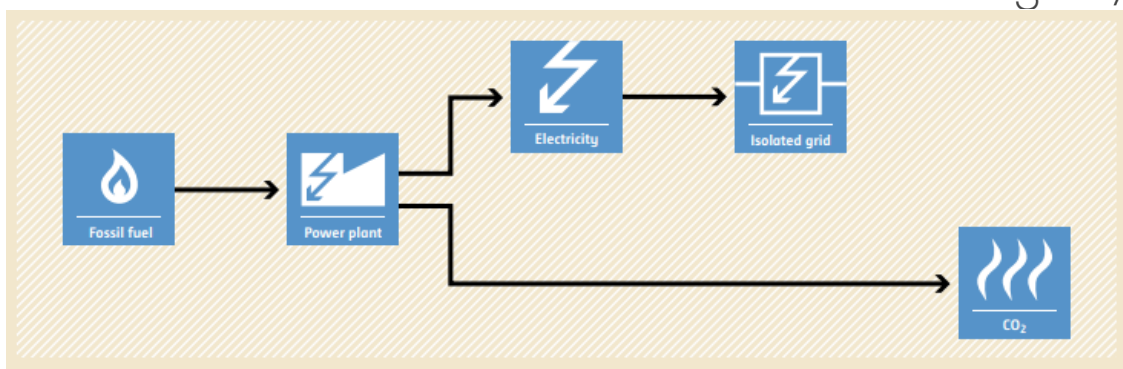 Electricity
Isolated grid
Fossil fuel
Power plant
CO₂